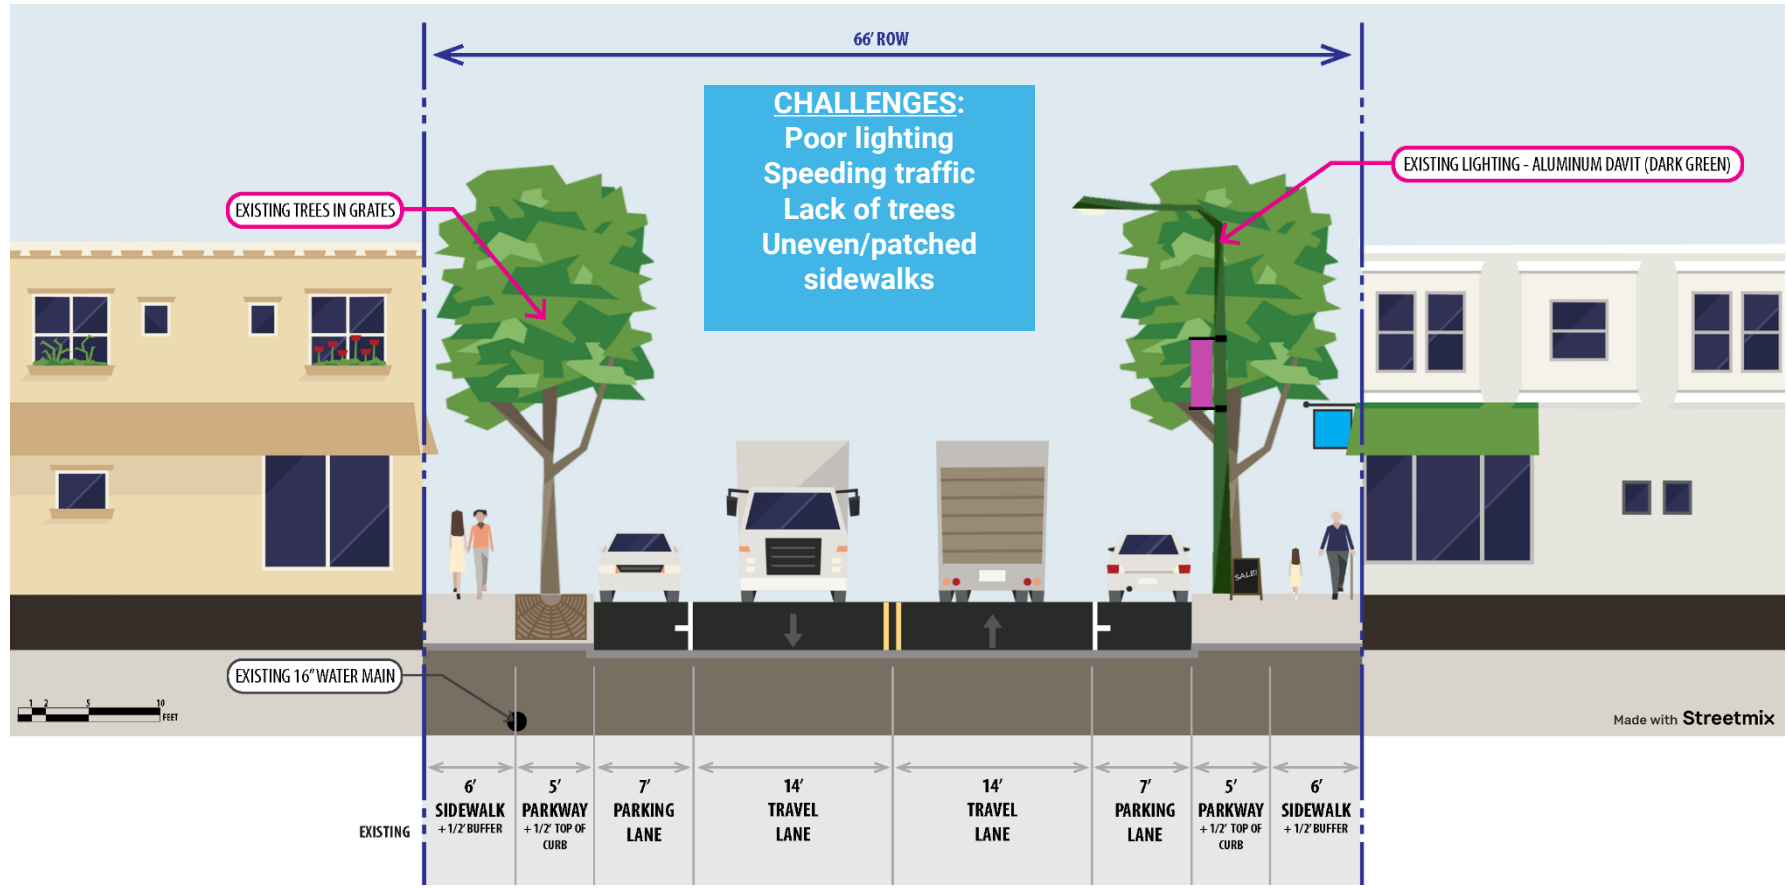 66' ROW
CHALLENGES:
Poor lighting
Speeding traffic
Lack of trees
Uneven/patched
sidewalks
EXISTING TREES IN GRATES
EXISTING LIGHTING - ALUMINUM DAVIT (DARK GREEN)
SALE!
EXISTING 16" WATER MAIN
1 2 5 10
FEET
Made with Streetmix
EXISTING
6'
SIDEWALK
+ 1/2' BUFFER
5'
PARKWAY
+ 1/2' TOP OF
CURB
7'
PARKING
LANE
14'
TRAVEL
LANE
14'
TRAVEL
LANE
7'
PARKING
LANE
5'
PARKWAY
+ 1/2' TOP OF
CURB
6'
SIDEWALK
+ 1/2' BUFFER